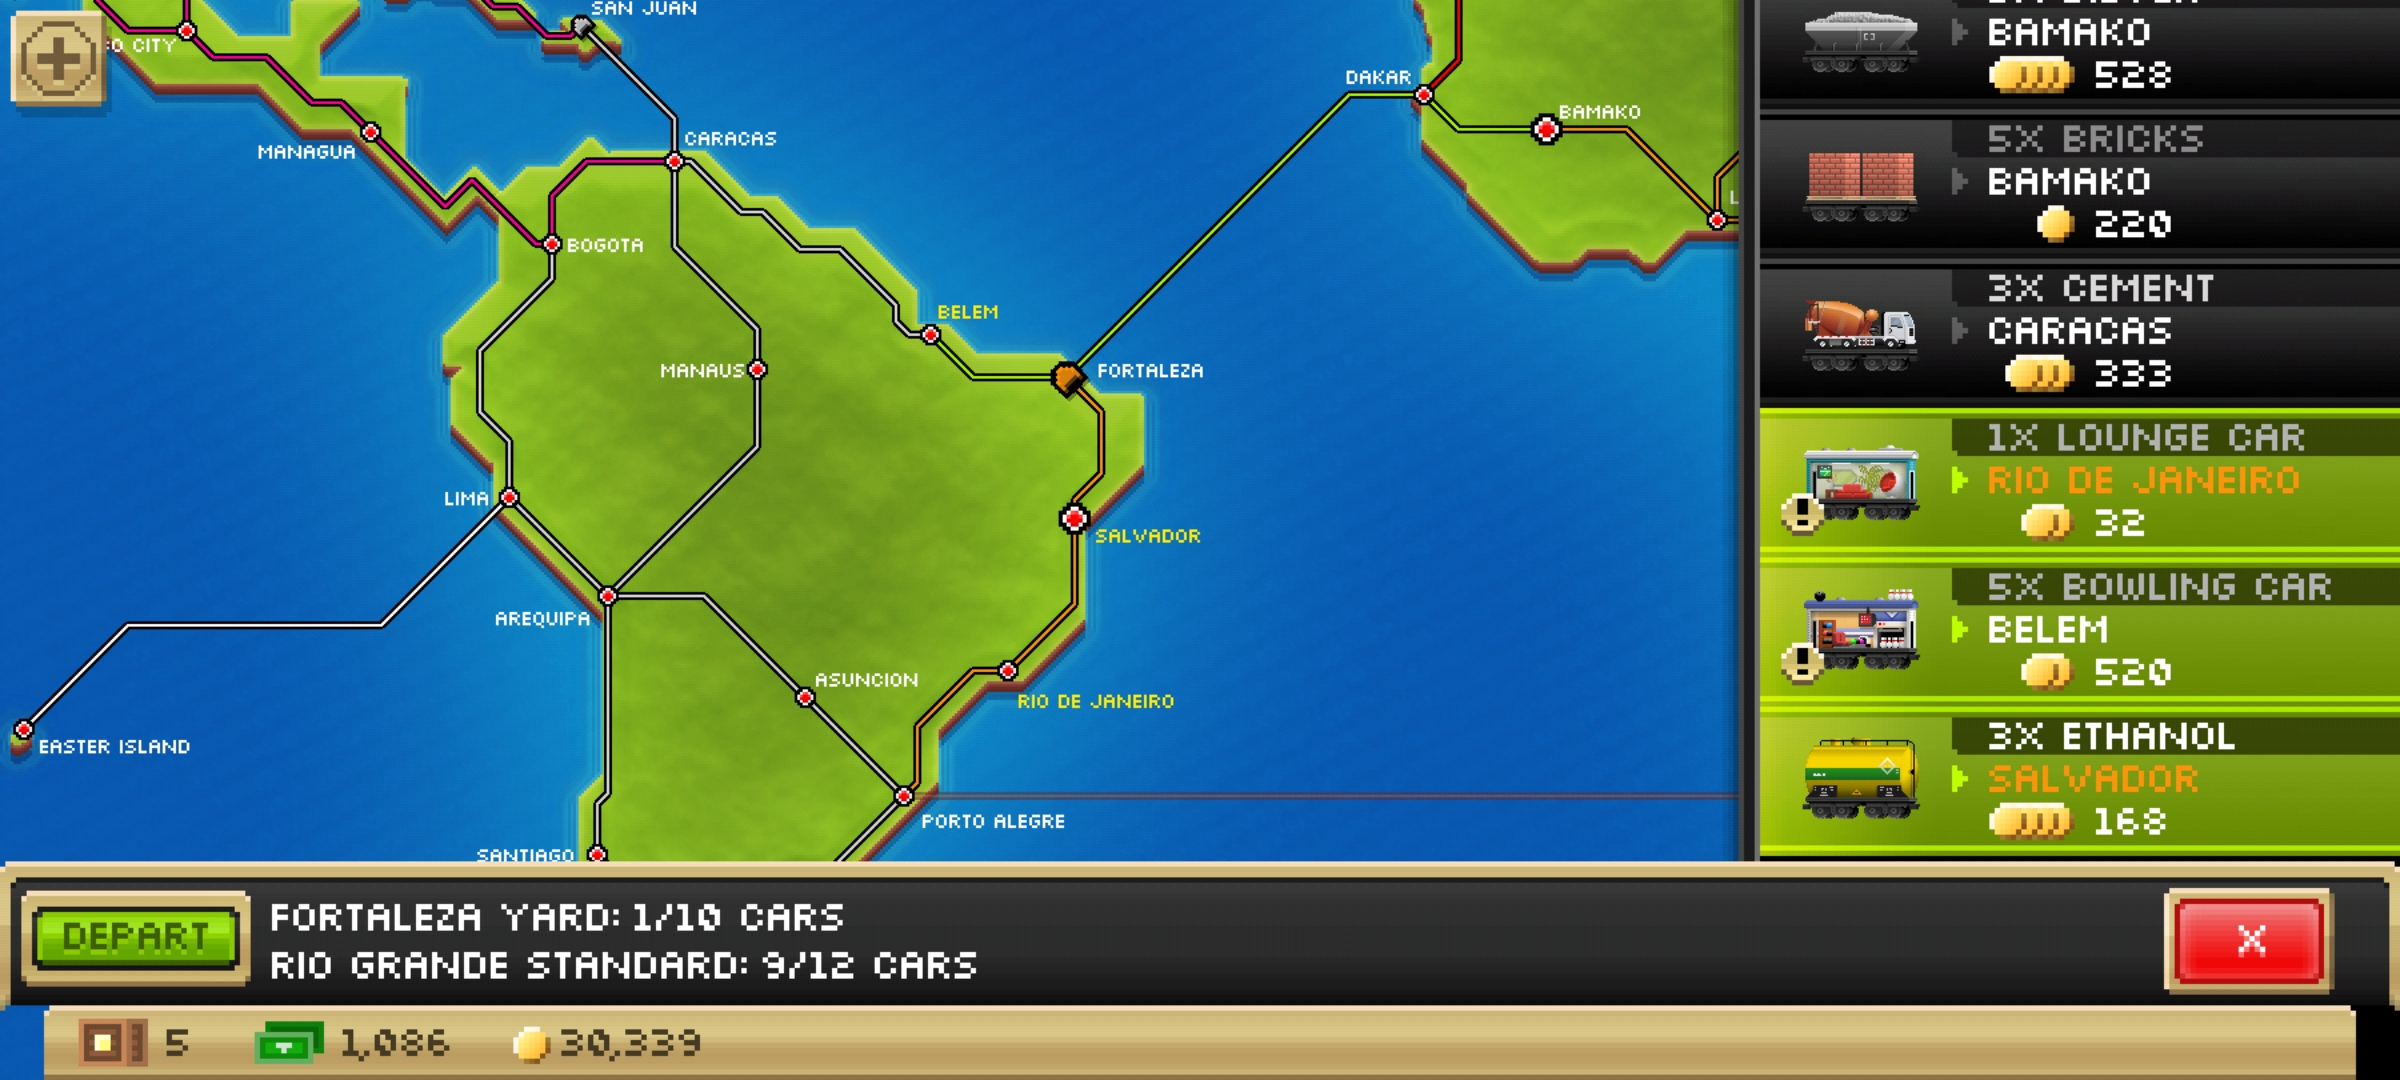 SAN JUAN
O CITY
MANAGUA
CARACAS
BOGOTA
BELEM
MANAUS
FORTALEZA
DAKAR
BAMAKO
LIMA
SALVADOR
AREQUIPA
ASUNCION
RIO DE JANEIRO
EASTER ISLAND
PORTO ALEGRE
SANTIAGO
BAMAKO
528
5X BRICKS
BAMAKO
220
3X CEMENT
CARACAS
333
1X LOUNGE CAR
RIO DE JANEIRO
32
5X BOWLING CAR
BELEM
520
3X ETHANOL
SALVADOR
168
DEPART
FORTALEZA YARD: 1/10 CARS
RIO GRANDE STANDARD: 9/12 CARS
X
5
1,086
30,339